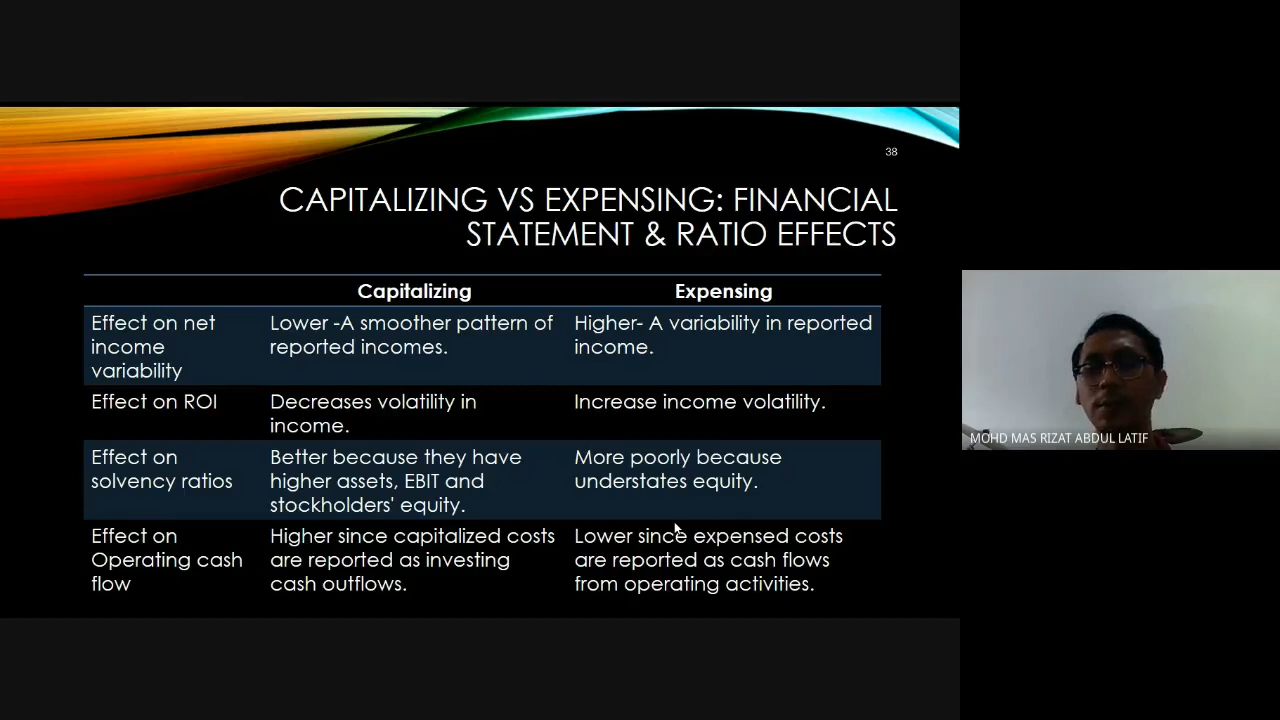 38
CAPITALIZING VS EXPENSING: FINANCIAL
STATEMENT & RATIO EFFECTS
Capitalizing
Expensing
Effect on net
income
variability
Lower -A smoother pattern of
reported incomes.
Higher- A variability in reported
income.
Effect on ROI
Decreases volatility in
income.
Increase income volatility.
Effect on
solvency ratios
Better because they have
higher assets, EBIT and
stockholders' equity.
More poorly because
understates equity.
Effect on
Operating cash
flow
Higher since capitalized costs
are reported as investing
cash outflows.
Lower since expensed costs
are reported as cash flows
from operating activities.
MOHD MAS RIZAT ABDUL LATIF